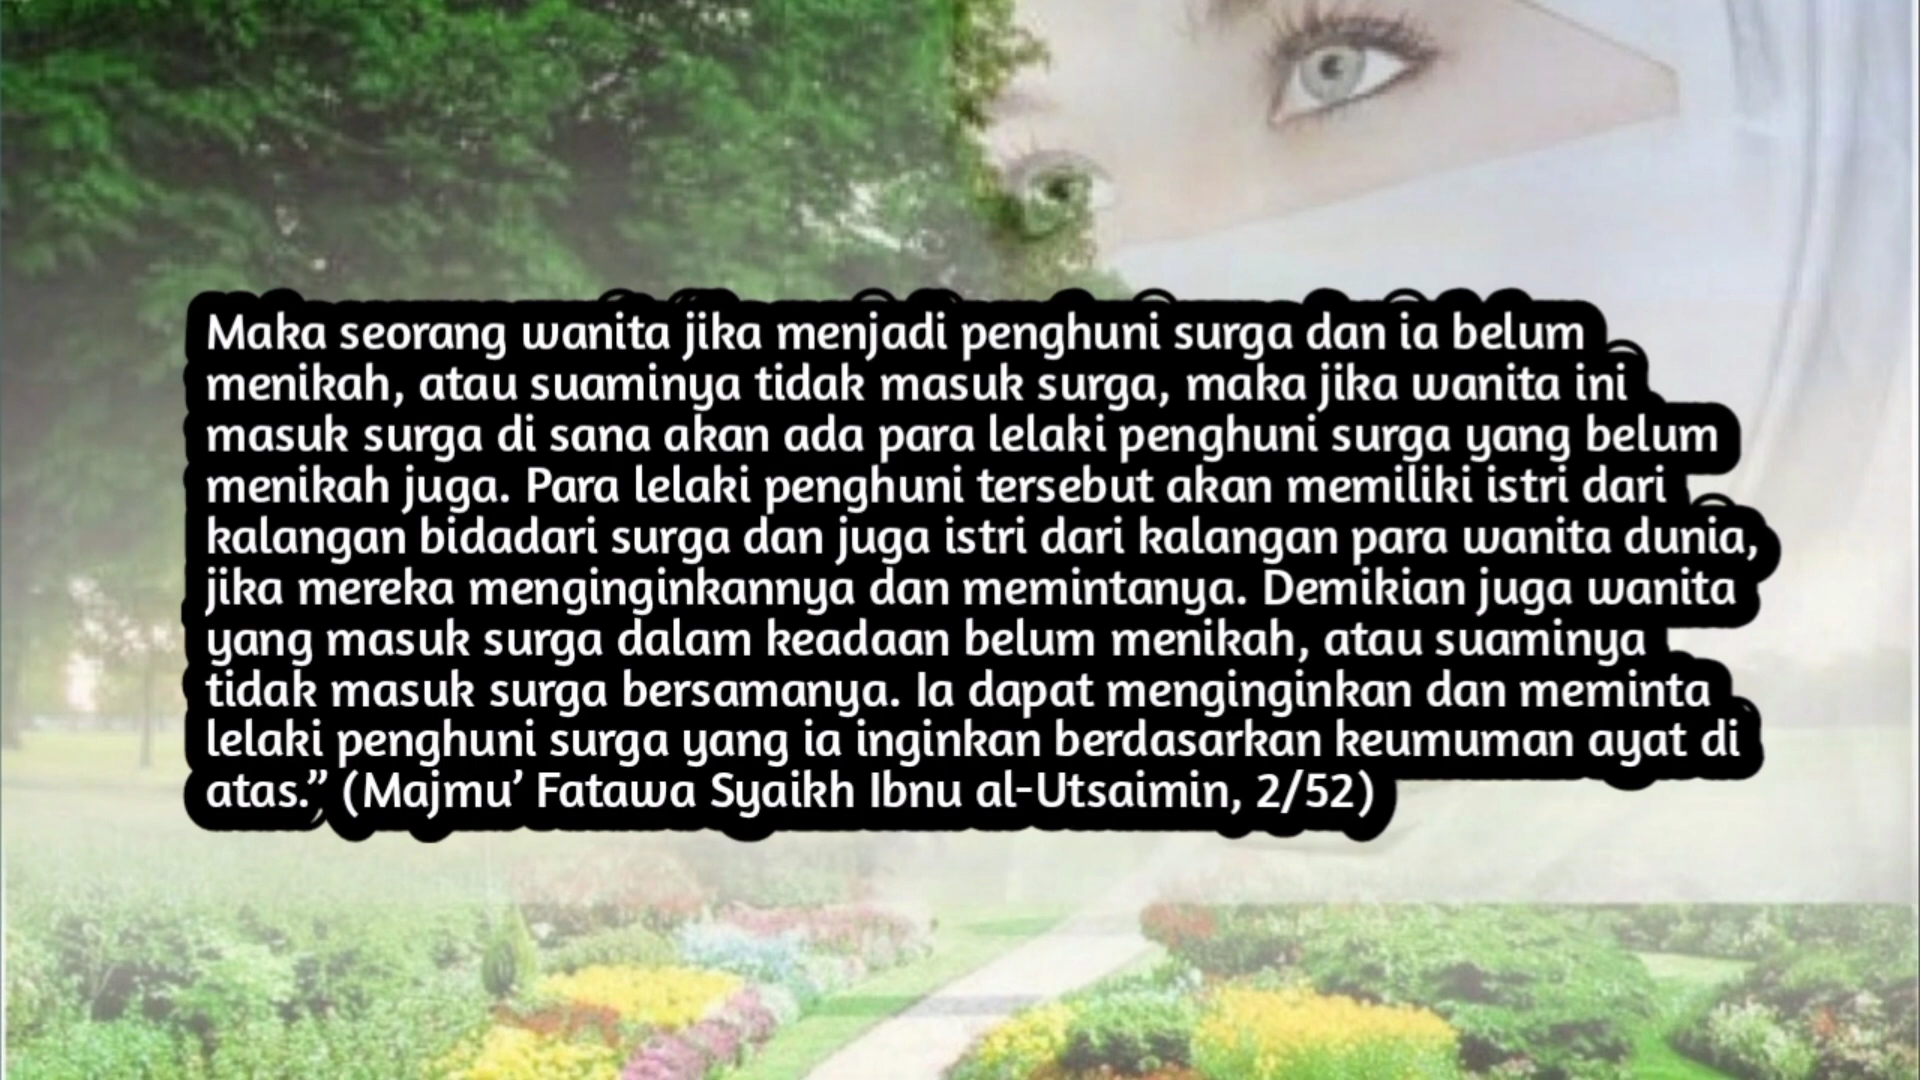 Maka seorang wanita jika menjadi penghuni surga dan ia belum
menikah, atau suaminya tidak masuk surga, maka jika wanita ini
masuk surga di sana akan ada para lelaki penghuni surga yang belum
menikah juga. Para lelaki penghuni tersebut akan memiliki istri dari
kalangan bidadari surga dan juga istri dari kalangan para wanita dunia,
jika mereka menginginkannya dan memintanya. Demikian juga wanita
yang masuk surga dalam keadaan belum menikah, atau suaminya
tidak masuk surga bersamanya. Ia dapat menginginkan dan meminta
lelaki penghuni surga yang ia inginkan berdasarkan keumuman ayat di
atas.” (Majmu’ Fatawa Syaikh Ibnu al-Utsaimin, 2/52)